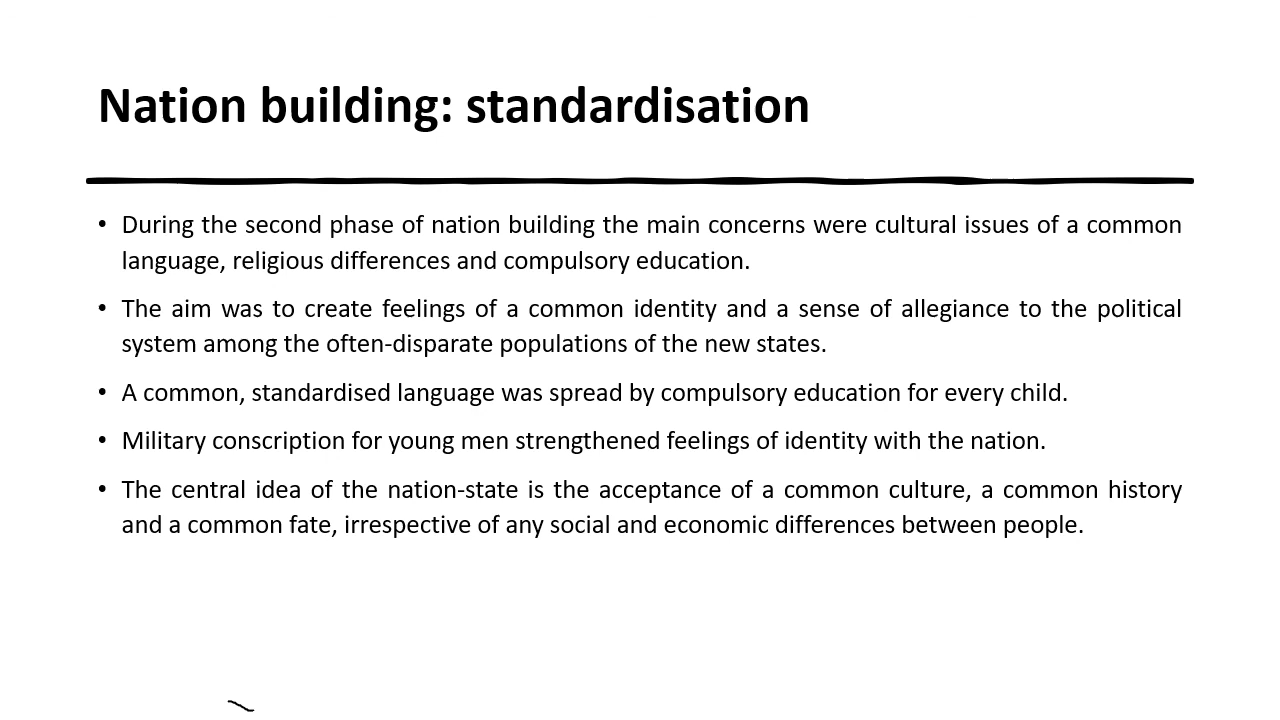 Nation building: standardisation
• During the second phase of nation building the main concerns were cultural issues of a common
language, religious differences and compulsory education.
• The aim was to create feelings of a common identity and a sense of allegiance to the political
system among the often-disparate populations of the new states.
• A common, standardised language was spread by compulsory education for every child.
• Military conscription for young men strengthened feelings of identity with the nation.
• The central idea of the nation-state is the acceptance of a common culture, a common history
and a common fate, irrespective of any social and economic differences between people.